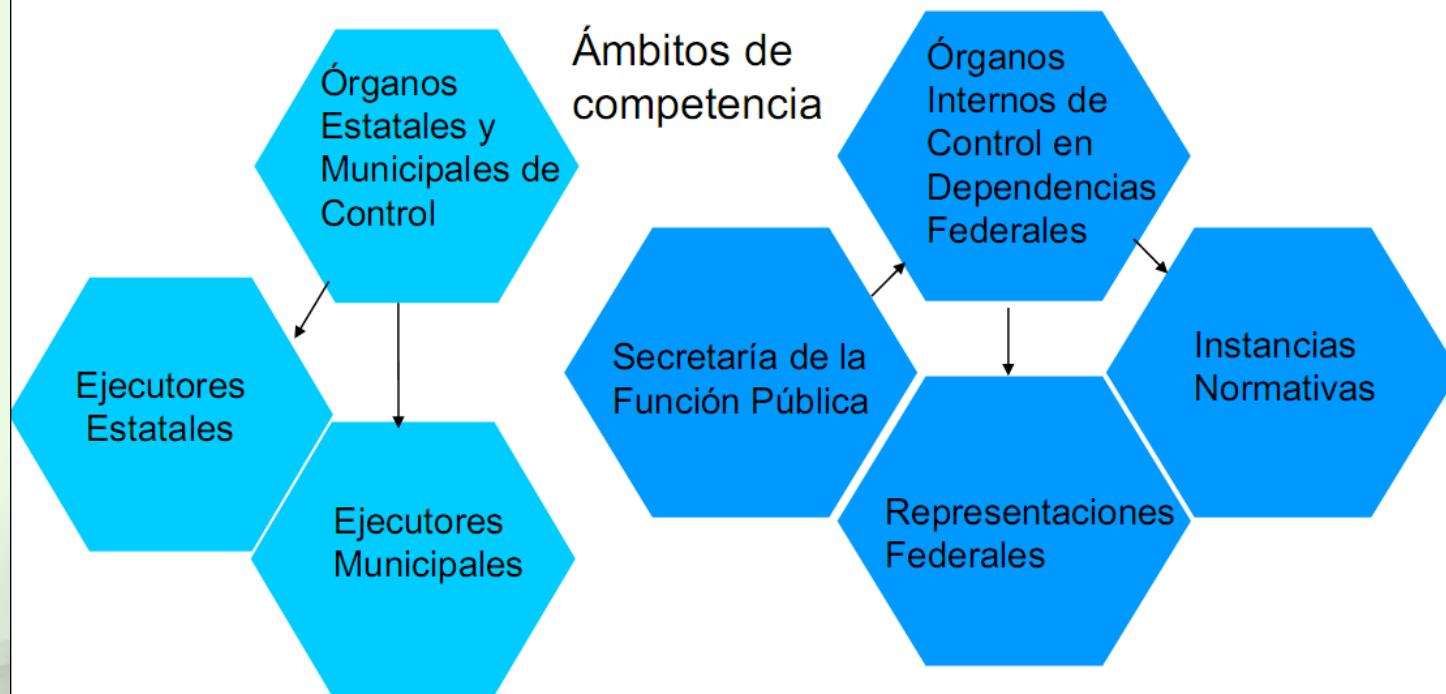 Ámbitos de
competencia
Órganos
Estatales y
Municipales de
Control
Ejecutores
Estatales
Ejecutores
Municipales
Órganos
Internos de
Control en
Dependencias
Federales
Secretaría de la
Función Pública
Representaciones
Federales
Instancias
Normativas